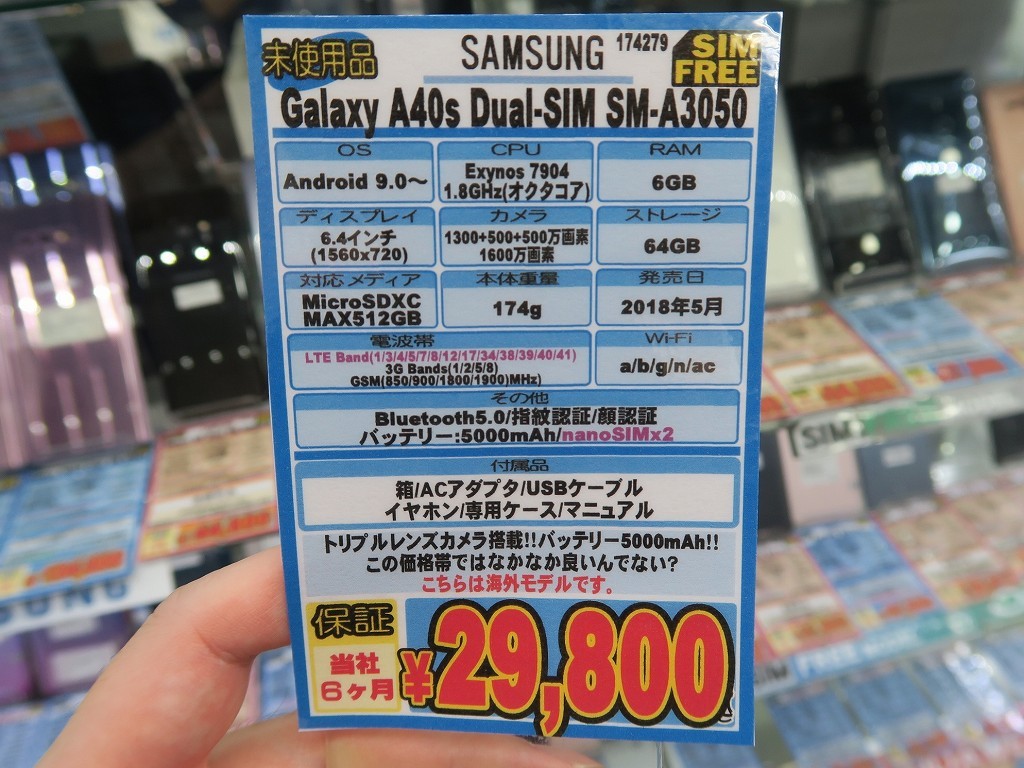 未使用品
SAMSUNG
174279
SIM
FREE
Galaxy A40s Dual-SIM SM-A3050
OS
CPU
RAM
Android 9.0～
Exynos 7904
1.8GHz(オクタコア)
6GB
ディスプレイ
カメラ
ストレージ
6.4インチ
(1560x720)
1300+500+500万画素
1600万画素
64GB
対応メディア
本体重量
発売日
MicroSDXC
MAX512GB
174g
2018年5月
電波帯
Wi-Fi
LTE Band(1/3/4/5/7/8/12/17/34/38/39/40/41)
3G Bands(1/2/5/8)
GSM(850/900/1800/1900)MHz)
a/b/g/n/ac
その他
Bluetooth5.0/指紋認証/顔認証
バッテリー:5000mAh/nanoSIMx2
付属品
箱/ACアダプタ/USBケーブル
イヤホン/専用ケース/マニュアル
トリプルレンズカメラ搭載!!バッテリー5000mAh!!
この価格帯ではなかなか良いんでない?
こちらは海外モデルです。
保証
当社
6ヶ月
¥29,800
SIM
FREE